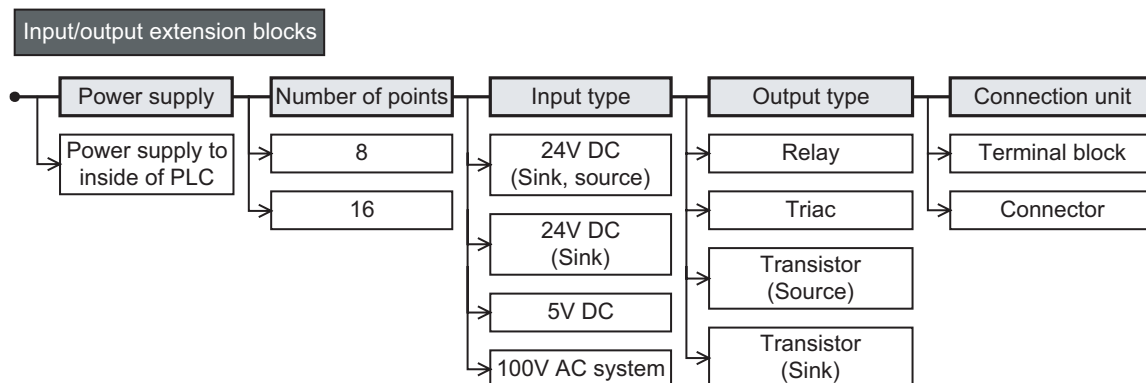 Input/output extension blocks
Power supply
Power supply to
inside of PLC
Number of points
8
16
Input type
24V DC
(Sink, source)
24V DC
(Sink)
5V DC
100V AC system
Output type
Relay
Triac
Transistor
(Source)
Transistor
(Sink)
Connection unit
Terminal block
Connector